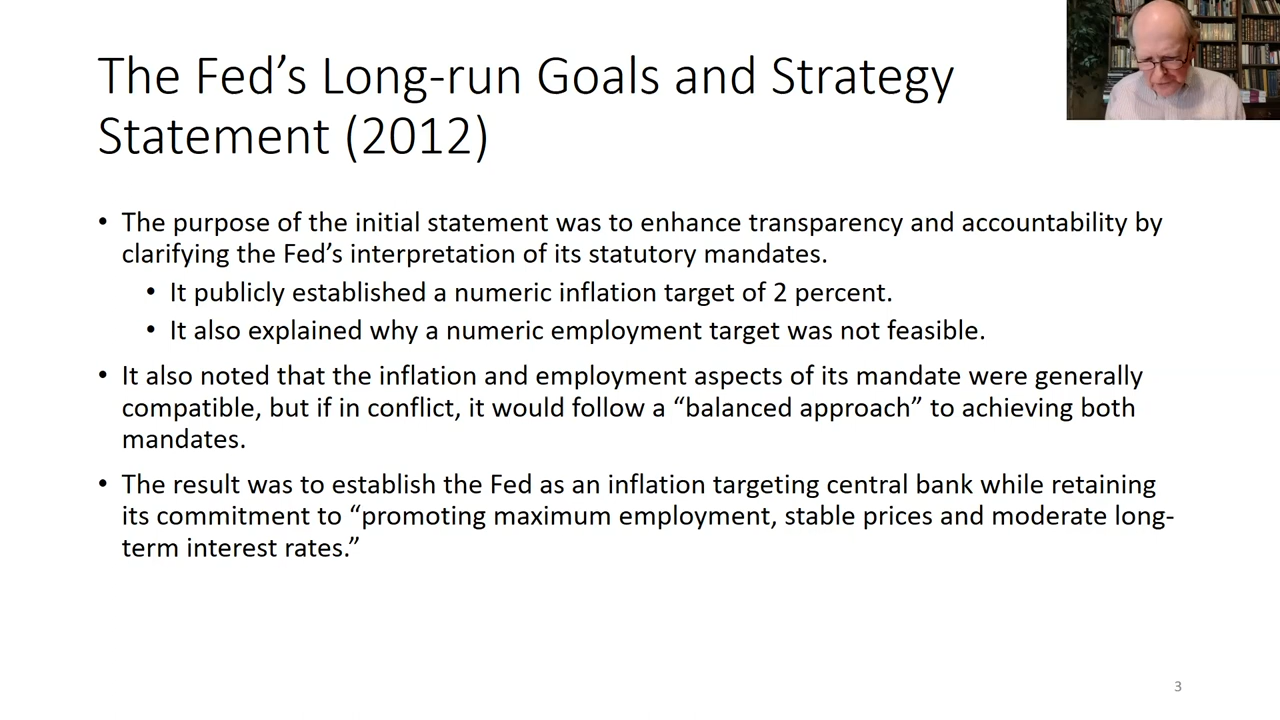 The Fed’s Long-run Goals and Strategy
Statement (2012)
• The purpose of the initial statement was to enhance transparency and accountability by
clarifying the Fed’s interpretation of its statutory mandates.
• It publicly established a numeric inflation target of 2 percent.
• It also explained why a numeric employment target was not feasible.
• It also noted that the inflation and employment aspects of its mandate were generally
compatible, but if in conflict, it would follow a “balanced approach” to achieving both
mandates.
• The result was to establish the Fed as an inflation targeting central bank while retaining
its commitment to “promoting maximum employment, stable prices and moderate long-
term interest rates.”
3